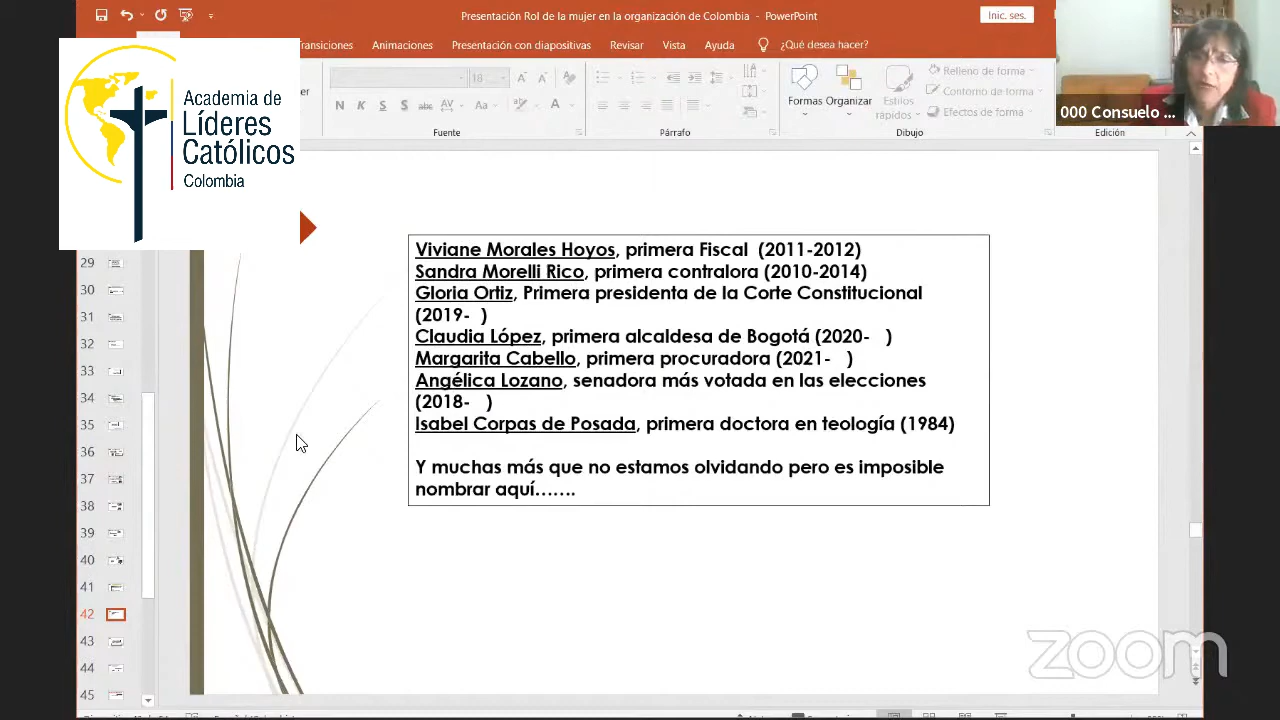 Presentación Rol de la mujer en la organización de Colombia - PowerPoint
Inic. ses.
Transiciones Animaciones Presentación con diapositivas Revisar Vista Ayuda ¿Qué desea hacer?
18
N K S S abc AV Aa A
Formas Organizar Estilos rápidos
Relleno de forma
Contorno de forma
Efectos de forma
Fuente Párrafo Dibujo Edición
000 Consuelo ...
Academia de
Líderes
Católicos
Colombia
29
30
31
32
33
34
35
36
37
38
39
40
41
42
43
44
45
Viviane Morales Hoyos, primera Fiscal (2011-2012)
Sandra Morelli Rico, primera contralora (2010-2014)
Gloria Ortiz, Primera presidenta de la Corte Constitucional
(2019- )
Claudia López, primera alcaldesa de Bogotá (2020- )
Margarita Cabello, primera procuradora (2021- )
Angélica Lozano, senadora más votada en las elecciones
(2018- )
Isabel Corpas de Posada, primera doctora en teología (1984)
Y muchas más que no estamos olvidando pero es imposible
nombrar aquí…….
zoom